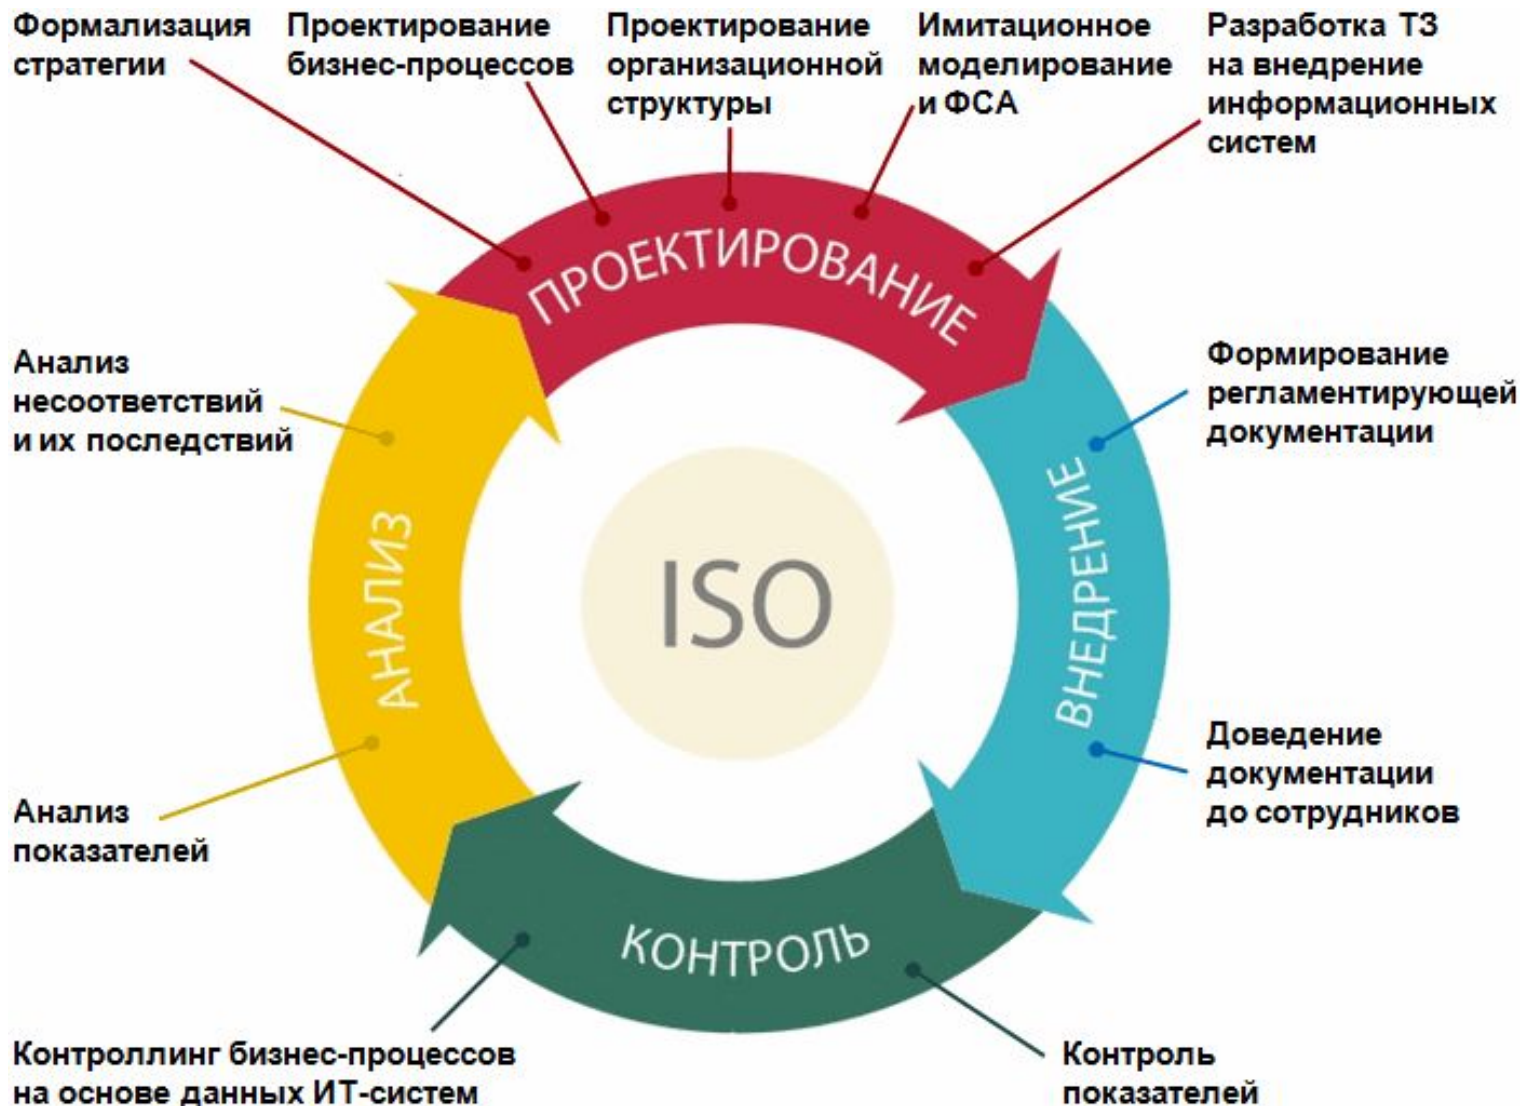 Формализация
стратегии
Проектирование
бизнес-процессов
Проектирование
организационной
структуры
Имитационное
моделирование
и ФСА
Разработка ТЗ
на внедрение
информационных
систем
ПРОЕКТИРОВАНИЕ
Формирование
регламентирующей
документации
ВНЕДРЕНИЕ
Доведение
документации
до сотрудников
Контроль
показателей
КОНТРОЛЬ
Контроллинг бизнес-процессов
на основе данных ИТ-систем
Анализ
показателей
АНАЛИЗ
Анализ
несоответствий
и их последствий
ISO